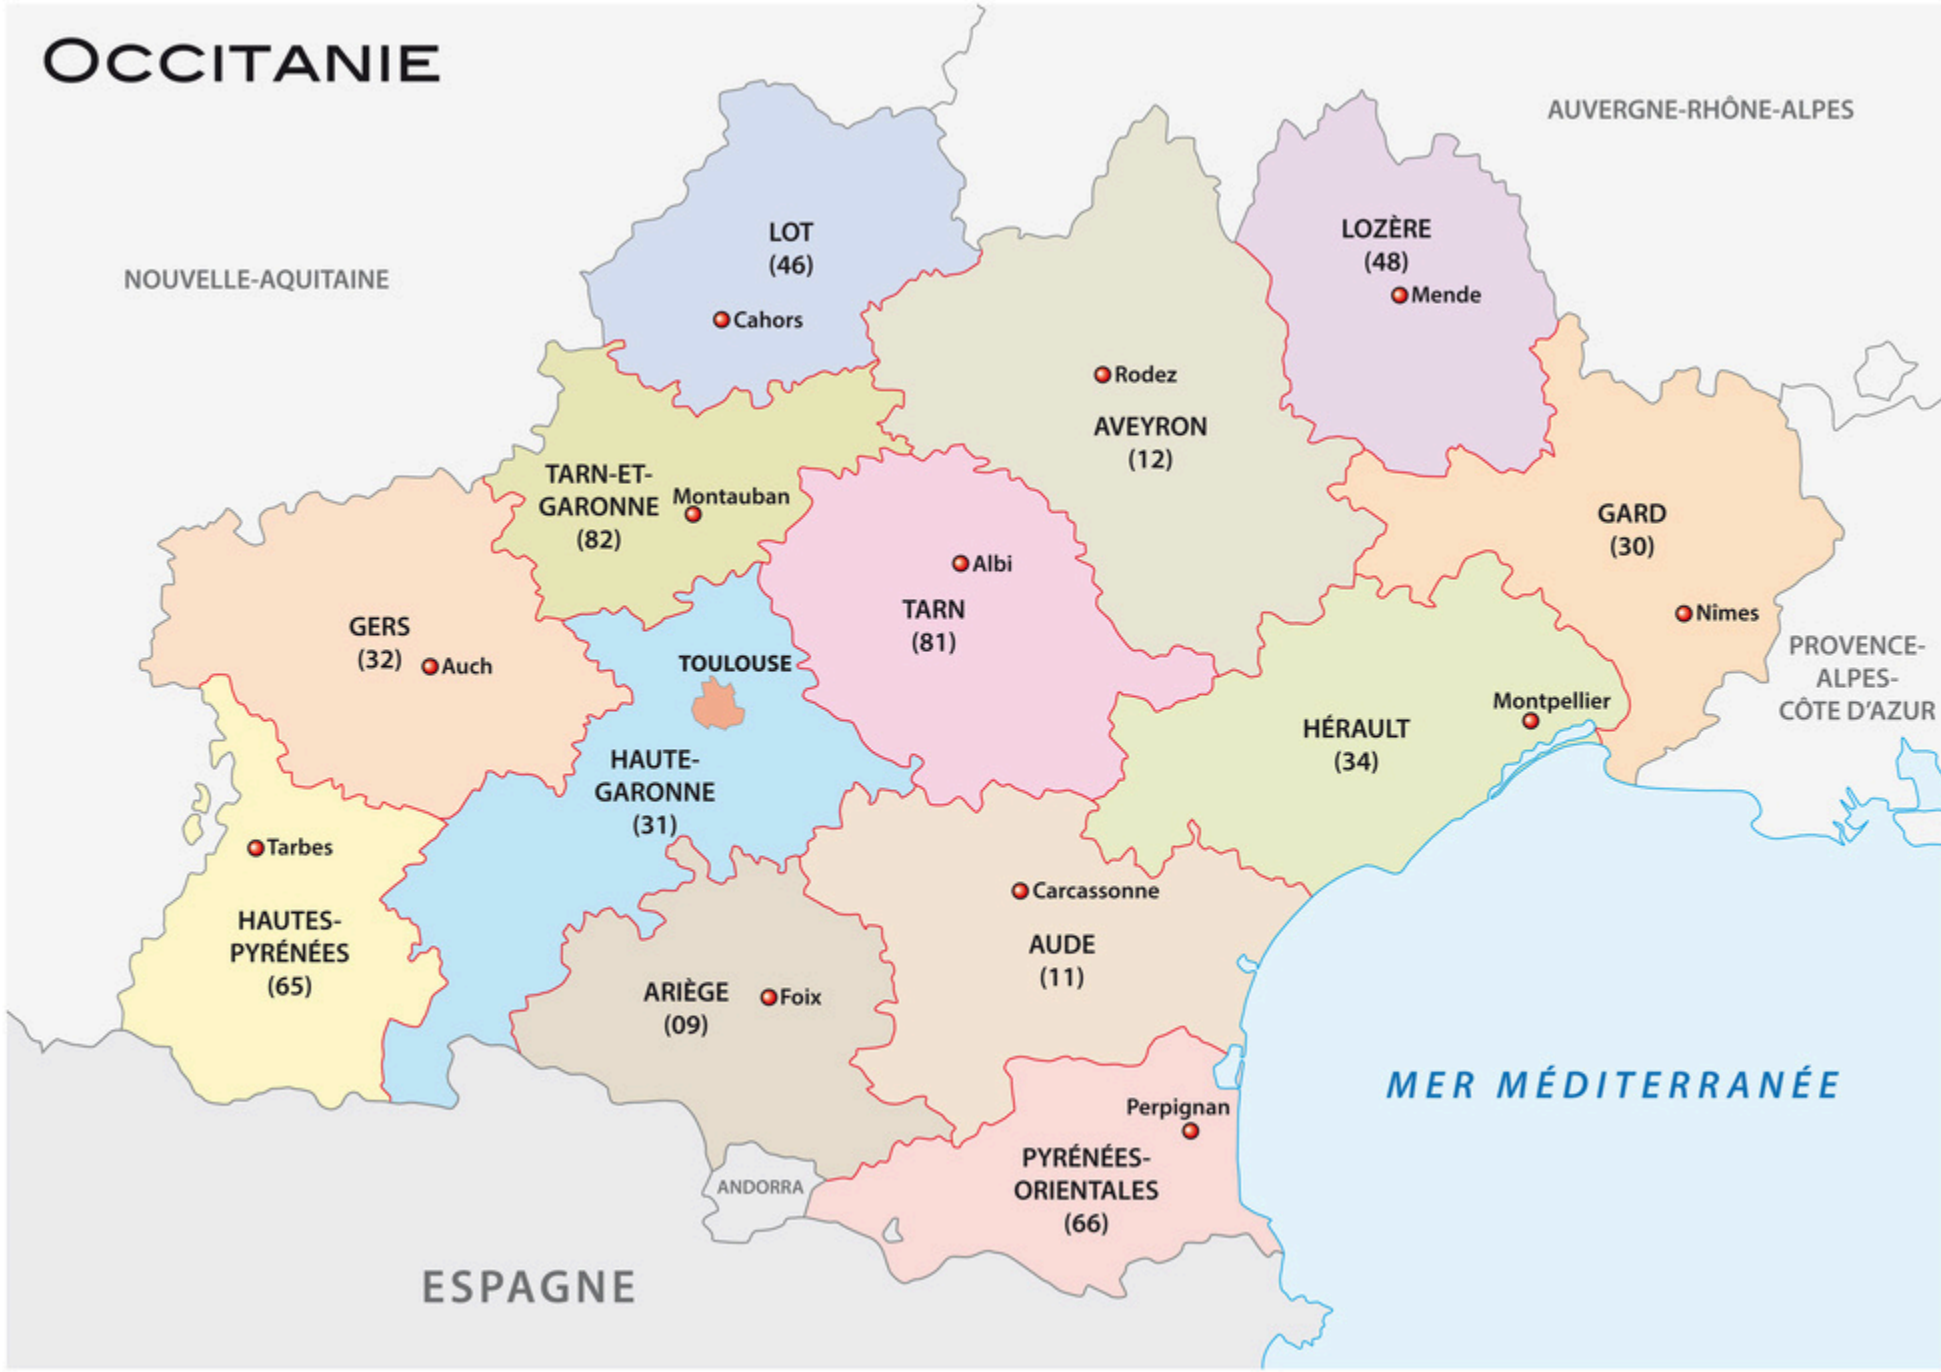 OCCITANIE
AUVERGNE-RHÔNE-ALPES
NOUVELLE-AQUITAINE
LOT
(46)
Cahors
LOZÈRE
(48)
Mende
Rodez
AVEYRON
(12)
TARN-ET-
GARONNE
(82)
Montauban
GARD
(30)
Nîmes
Albi
TARN
(81)
GERS
(32)
Auch
TOULOUSE
PROVENCE-
ALPES-
CÔTE D'AZUR
Montpellier
HÉRAULT
(34)
HAUTE-
GARONNE
(31)
Tarbes
HAUTES-
PYRÉNÉES
(65)
Carcassonne
AUDE
(11)
ARIÈGE
(09)
Foix
MER MÉDITERRANÉE
Perpignan
PYRÉNÉES-
ORIENTALES
(66)
ANDORRA
ESPAGNE